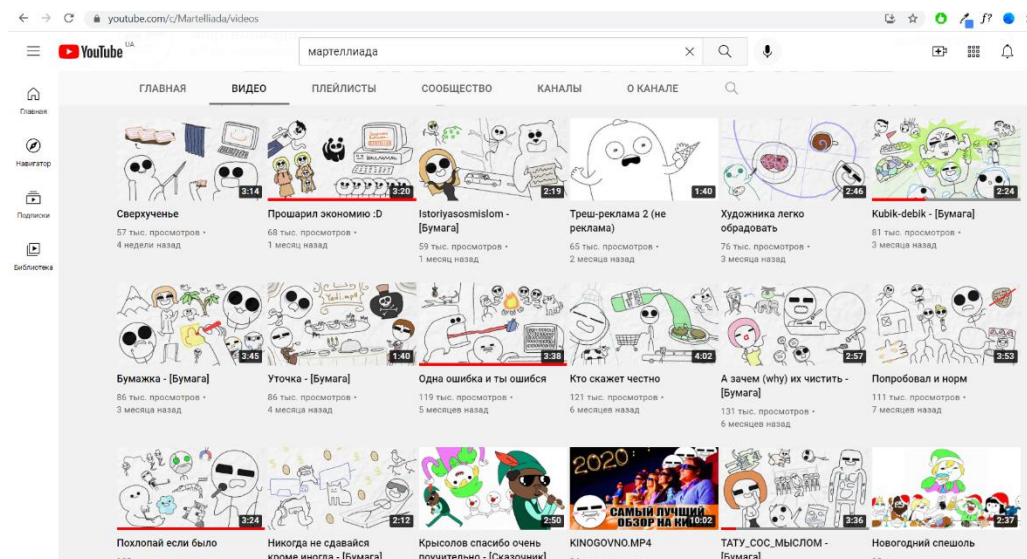 youtube.com/c/Martelliada/videos
f?
YouTube UA
мартеллиада
ГЛАВНАЯ ВИДЕО ПЛЕЙЛИСТЫ СООБЩЕСТВО КАНАЛЫ О КАНАЛЕ
Главная
Навигатор
Подписки
Библиотека
3:14 3:20 2:19 1:40 2:46 2:24
Сверхученье
57 тыс. просмотров •
4 недели назад
Прошарил экономию :D
68 тыс. просмотров •
1 месяц назад
Istoriyasosmislom -
[Бумага]
59 тыс. просмотров •
1 месяц назад
Треш-реклама 2 (не
реклама)
65 тыс. просмотров •
2 месяца назад
Художника легко
обрадовать
76 тыс. просмотров •
3 месяца назад
Kubik-debik - [Бумага]
81 тыс. просмотров •
3 месяца назад
3:45 1:40 3:38 4:02 2:57 3:53
Бумажка - [Бумага]
86 тыс. просмотров •
3 месяца назад
Уточка - [Бумага]
86 тыс. просмотров •
4 месяца назад
Одна ошибка и ты ошибся
119 тыс. просмотров •
5 месяцев назад
Кто скажет честно
121 тыс. просмотров •
6 месяцев назад
А зачем (why) их чистить -
[Бумага]
131 тыс. просмотров •
6 месяцев назад
Попробовал и норм
111 тыс. просмотров •
7 месяцев назад
2020:
САМЫЙ ЛУЧШИЙ
ОБЗОР НА
3:24 2:12 2:50 10:02 3:36 2:37
Похлопай если было
Никогда не сдавайся
кроме иногда - [Бумага]
Крысолов спасибо очень
поучительно - [Сказочник]
KINOGOVNO.MP4
ТАТУ_СОС_МЫСЛОМ -
[Бумага]
Новогодний спешоль